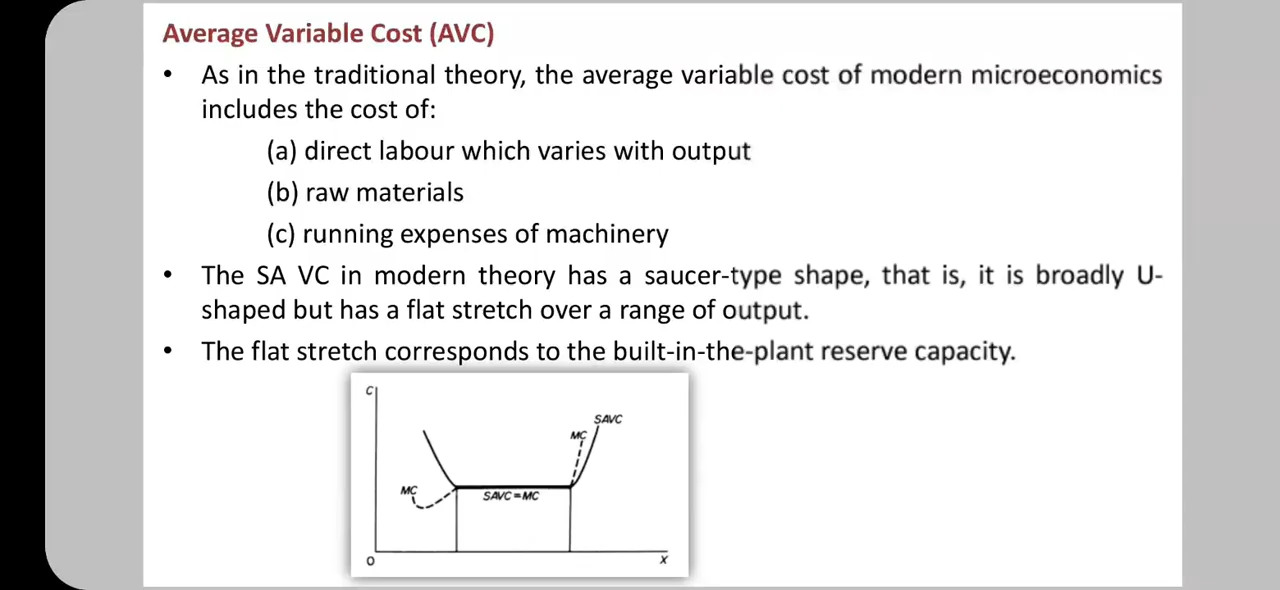 Average Variable Cost (AVC)
• As in the traditional theory, the average variable cost of modern microeconomics
includes the cost of:
(a) direct labour which varies with output
(b) raw materials
(c) running expenses of machinery
• The SA VC in modern theory has a saucer-type shape, that is, it is broadly U-
shaped but has a flat stretch over a range of output.
• The flat stretch corresponds to the built-in-the-plant reserve capacity.
C
SAVC
MC
MC
SAVC=MC
O
X